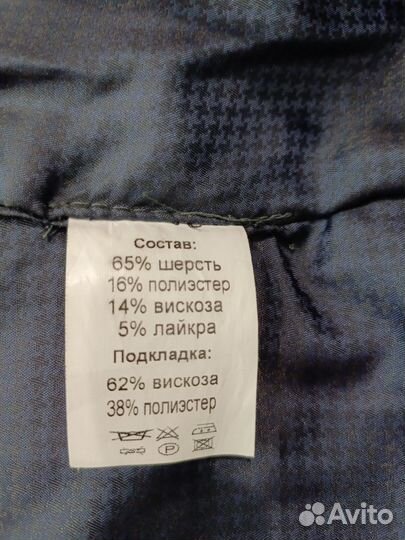 Состав:
65% шерсть
16% полиэстер
14% вискоза
5% лайкра
Подкладка:
62% вискоза
38% полиэстер
P
Avito